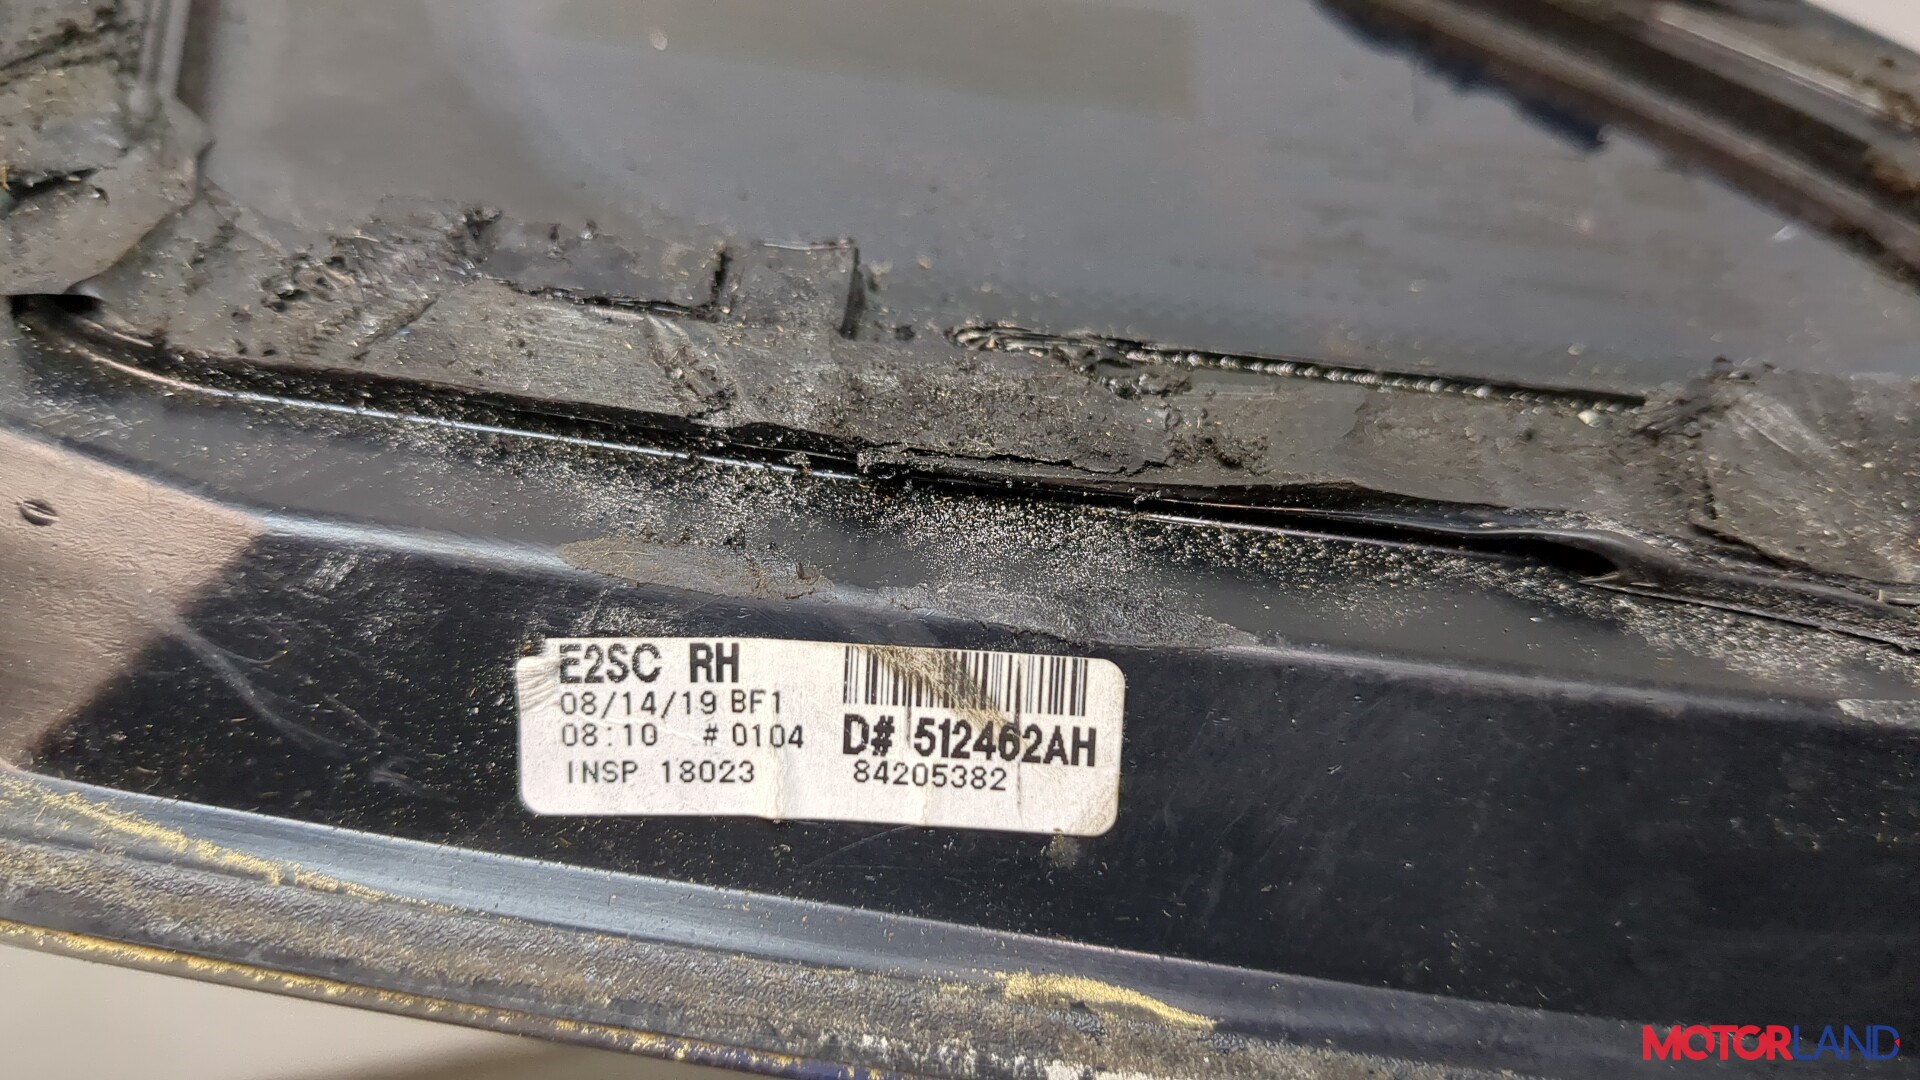 E2SC RH
08/14/19 BF1
08:10 # 0104
INSP 18023
D# 512462AH
84205382
MOTORLAND